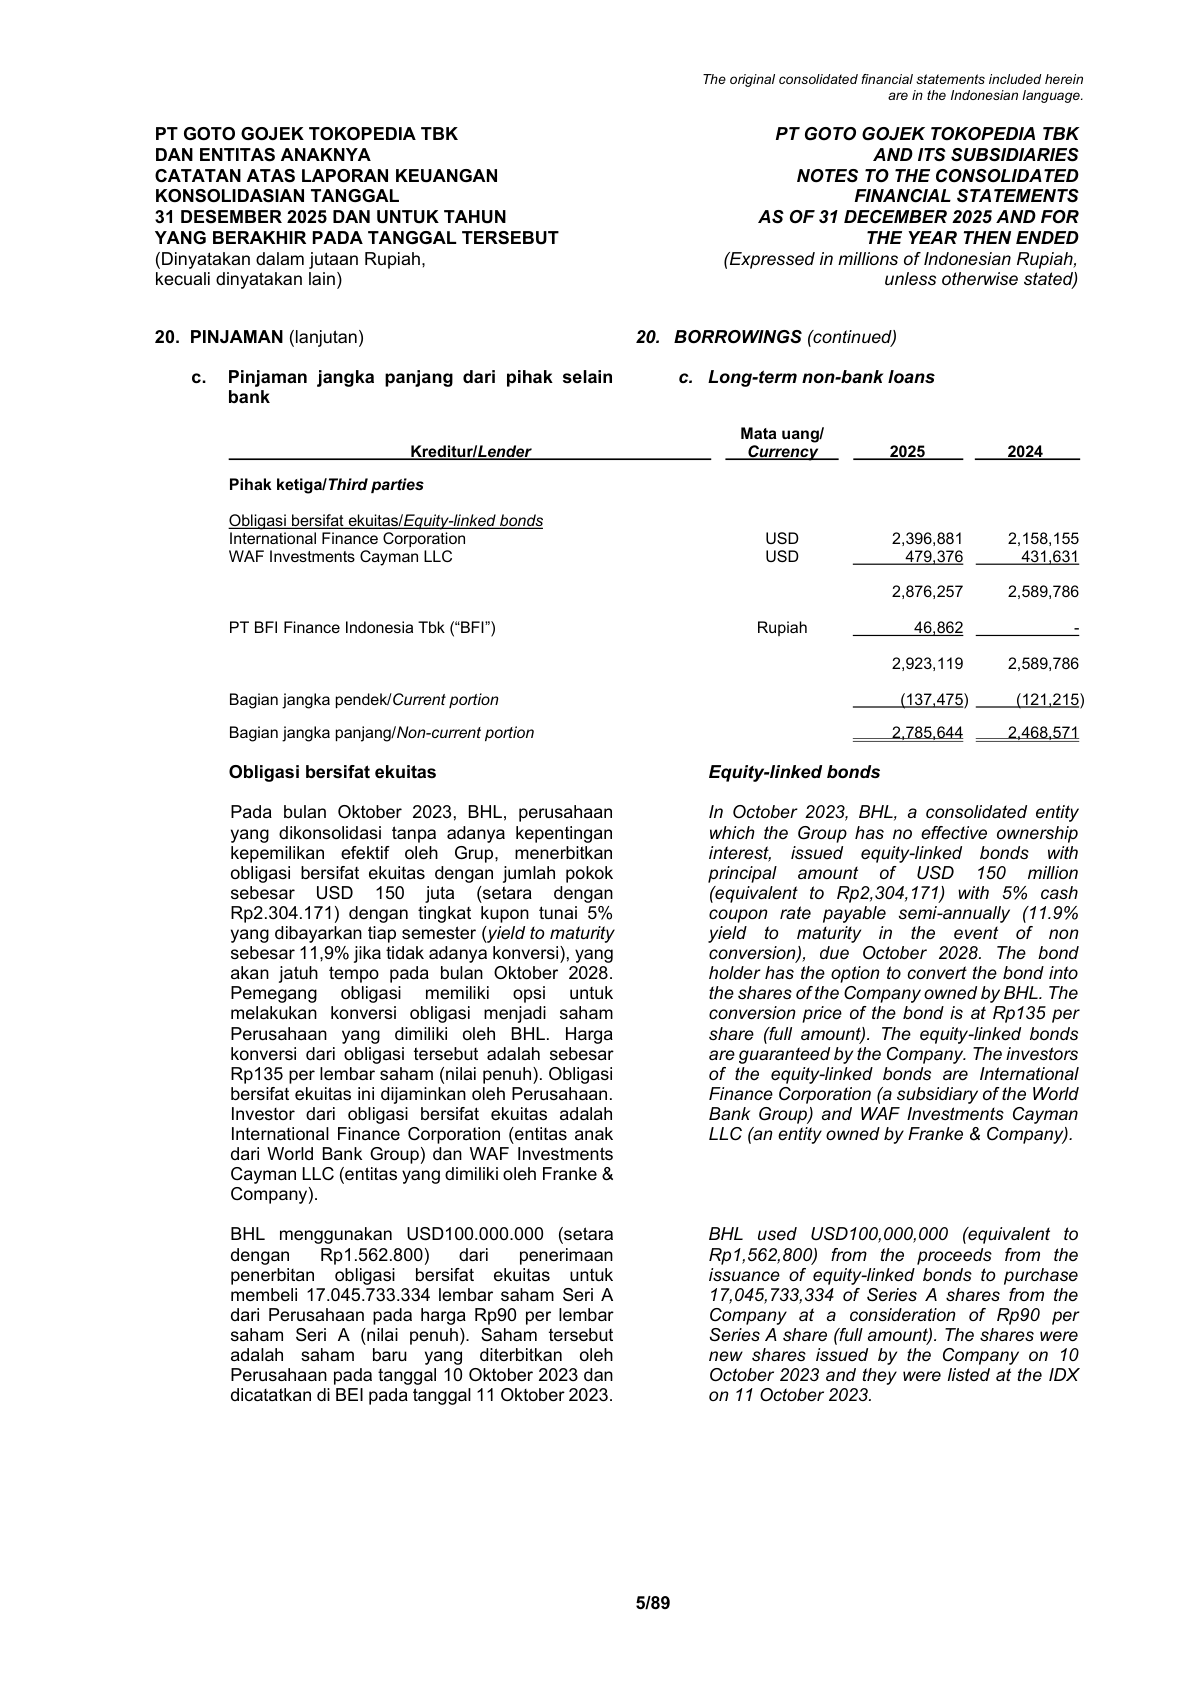 The original consolidated financial statements included herein
are in the Indonesian language.
PT GOTO GOJEK TOKOPEDIA TBK
DAN ENTITAS ANAKNYA
CATATAN ATAS LAPORAN KEUANGAN
KONSOLIDASIAN TANGGAL
31 DESEMBER 2025 DAN UNTUK TAHUN
YANG BERAKHIR PADA TANGGAL TERSEBUT
(Dinyatakan dalam jutaan Rupiah,
kecuali dinyatakan lain)
PT GOTO GOJEK TOKOPEDIA TBK
AND ITS SUBSIDIARIES
NOTES TO THE CONSOLIDATED
FINANCIAL STATEMENTS
AS OF 31 DECEMBER 2025 AND FOR
THE YEAR THEN ENDED
(Expressed in millions of Indonesian Rupiah,
unless otherwise stated)
20. PINJAMAN (lanjutan)
20. BORROWINGS (continued)
c. Pinjaman jangka panjang dari pihak selain
bank
c. Long-term non-bank loans
Mata uang/
Kreditur/Lender Currency 2025 2024
Pihak ketiga/Third parties
Obligasi bersifat ekuitas/Equity-linked bonds
International Finance Corporation USD 2,396,881 2,158,155
WAF Investments Cayman LLC USD 479,376 431,631
2,876,257 2,589,786
PT BFI Finance Indonesia Tbk (“BFI”) Rupiah 46,862 -
2,923,119 2,589,786
Bagian jangka pendek/Current portion (137,475) (121,215)
Bagian jangka panjang/Non-current portion 2,785,644 2,468,571
Obligasi bersifat ekuitas
Pada bulan Oktober 2023, BHL, perusahaan
yang dikonsolidasi tanpa adanya kepentingan
kepemilikan efektif oleh Grup, menerbitkan
obligasi bersifat ekuitas dengan jumlah pokok
sebesar USD 150 juta (setara dengan
Rp2.304.171) dengan tingkat kupon tunai 5%
yang dibayarkan tiap semester (yield to maturity
sebesar 11,9% jika tidak adanya konversi), yang
akan jatuh tempo pada bulan Oktober 2028.
Pemegang obligasi memiliki opsi untuk
melakukan konversi obligasi menjadi saham
Perusahaan yang dimiliki oleh BHL. Harga
konversi dari obligasi tersebut adalah sebesar
Rp135 per lembar saham (nilai penuh). Obligasi
bersifat ekuitas ini dijaminkan oleh Perusahaan.
Investor dari obligasi bersifat ekuitas adalah
International Finance Corporation (entitas anak
dari World Bank Group) dan WAF Investments
Cayman LLC (entitas yang dimiliki oleh Franke &
Company).
BHL menggunakan USD100.000.000 (setara
dengan Rp1.562.800) dari penerimaan
penerbitan obligasi bersifat ekuitas untuk
membeli 17.045.733.334 lembar saham Seri A
dari Perusahaan pada harga Rp90 per lembar
saham Seri A (nilai penuh). Saham tersebut
adalah saham baru yang diterbitkan oleh
Perusahaan pada tanggal 10 Oktober 2023 dan
dicatatkan di BEI pada tanggal 11 Oktober 2023.
Equity-linked bonds
In October 2023, BHL, a consolidated entity
which the Group has no effective ownership
interest, issued equity-linked bonds with
principal amount of USD 150 million
(equivalent to Rp2,304,171) with 5% cash
coupon rate payable semi-annually (11.9%
yield to maturity in the event of non
conversion), due October 2028. The bond
holder has the option to convert the bond into
the shares of the Company owned by BHL. The
conversion price of the bond is at Rp135 per
share (full amount). The equity-linked bonds
are guaranteed by the Company. The investors
of the equity-linked bonds are International
Finance Corporation (a subsidiary of the World
Bank Group) and WAF Investments Cayman
LLC (an entity owned by Franke & Company).
BHL used USD100,000,000 (equivalent to
Rp1,562,800) from the proceeds from the
issuance of equity-linked bonds to purchase
17,045,733,334 of Series A shares from the
Company at a consideration of Rp90 per
Series A share (full amount). The shares were
new shares issued by the Company on 10
October 2023 and they were listed at the IDX
on 11 October 2023.
5/89